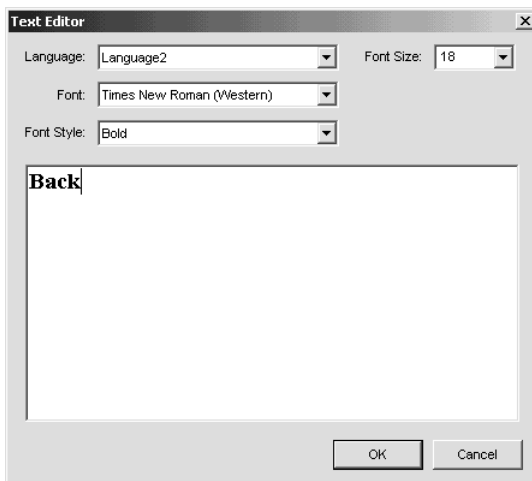 Text Editor
Language: Language2 Font Size: 18
Font: Times New Roman (Western)
Font Style: Bold
Back
OK Cancel